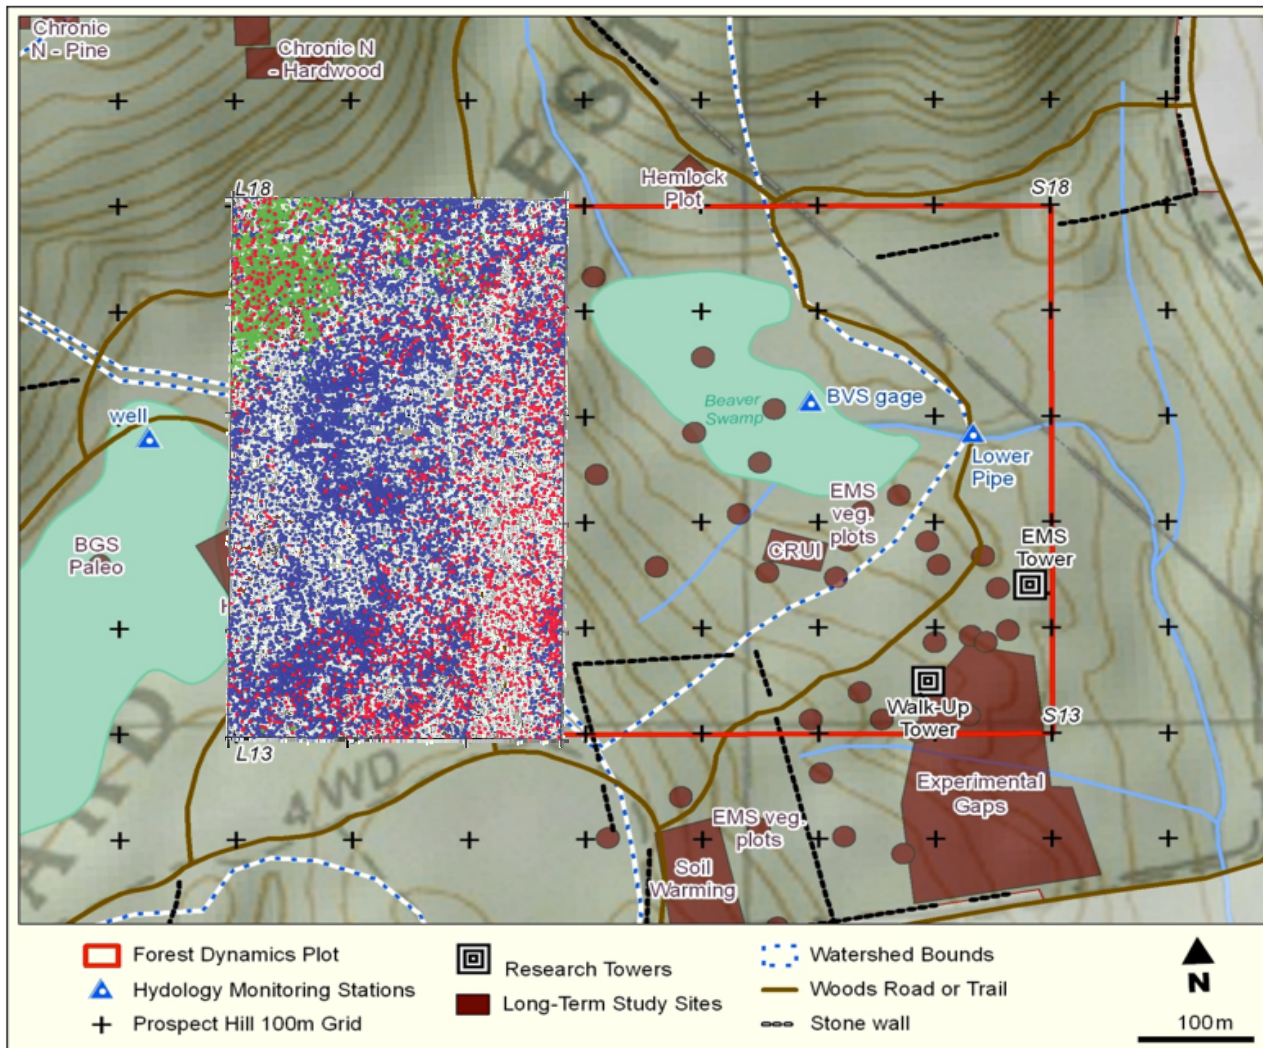 Chronic
N - Pine
Chronic N
- Hardwood
E.S T
L18
Hemlock
Plot
S18
well
Beaver
Swamp
BVS gage
Lower
Pipe
BGS
Paleo
H
EMS
veg.
plots
CRUI
EMS
Tower
Walk-Up
Tower
S13
L13
4 WD
A R D
Experimental
Gaps
EMS veg.
plots
Soil
Warming
Forest Dynamics Plot
Hydology Monitoring Stations
Prospect Hill 100m Grid
Research Towers
Long-Term Study Sites
Watershed Bounds
Woods Road or Trail
Stone wall
N
100m